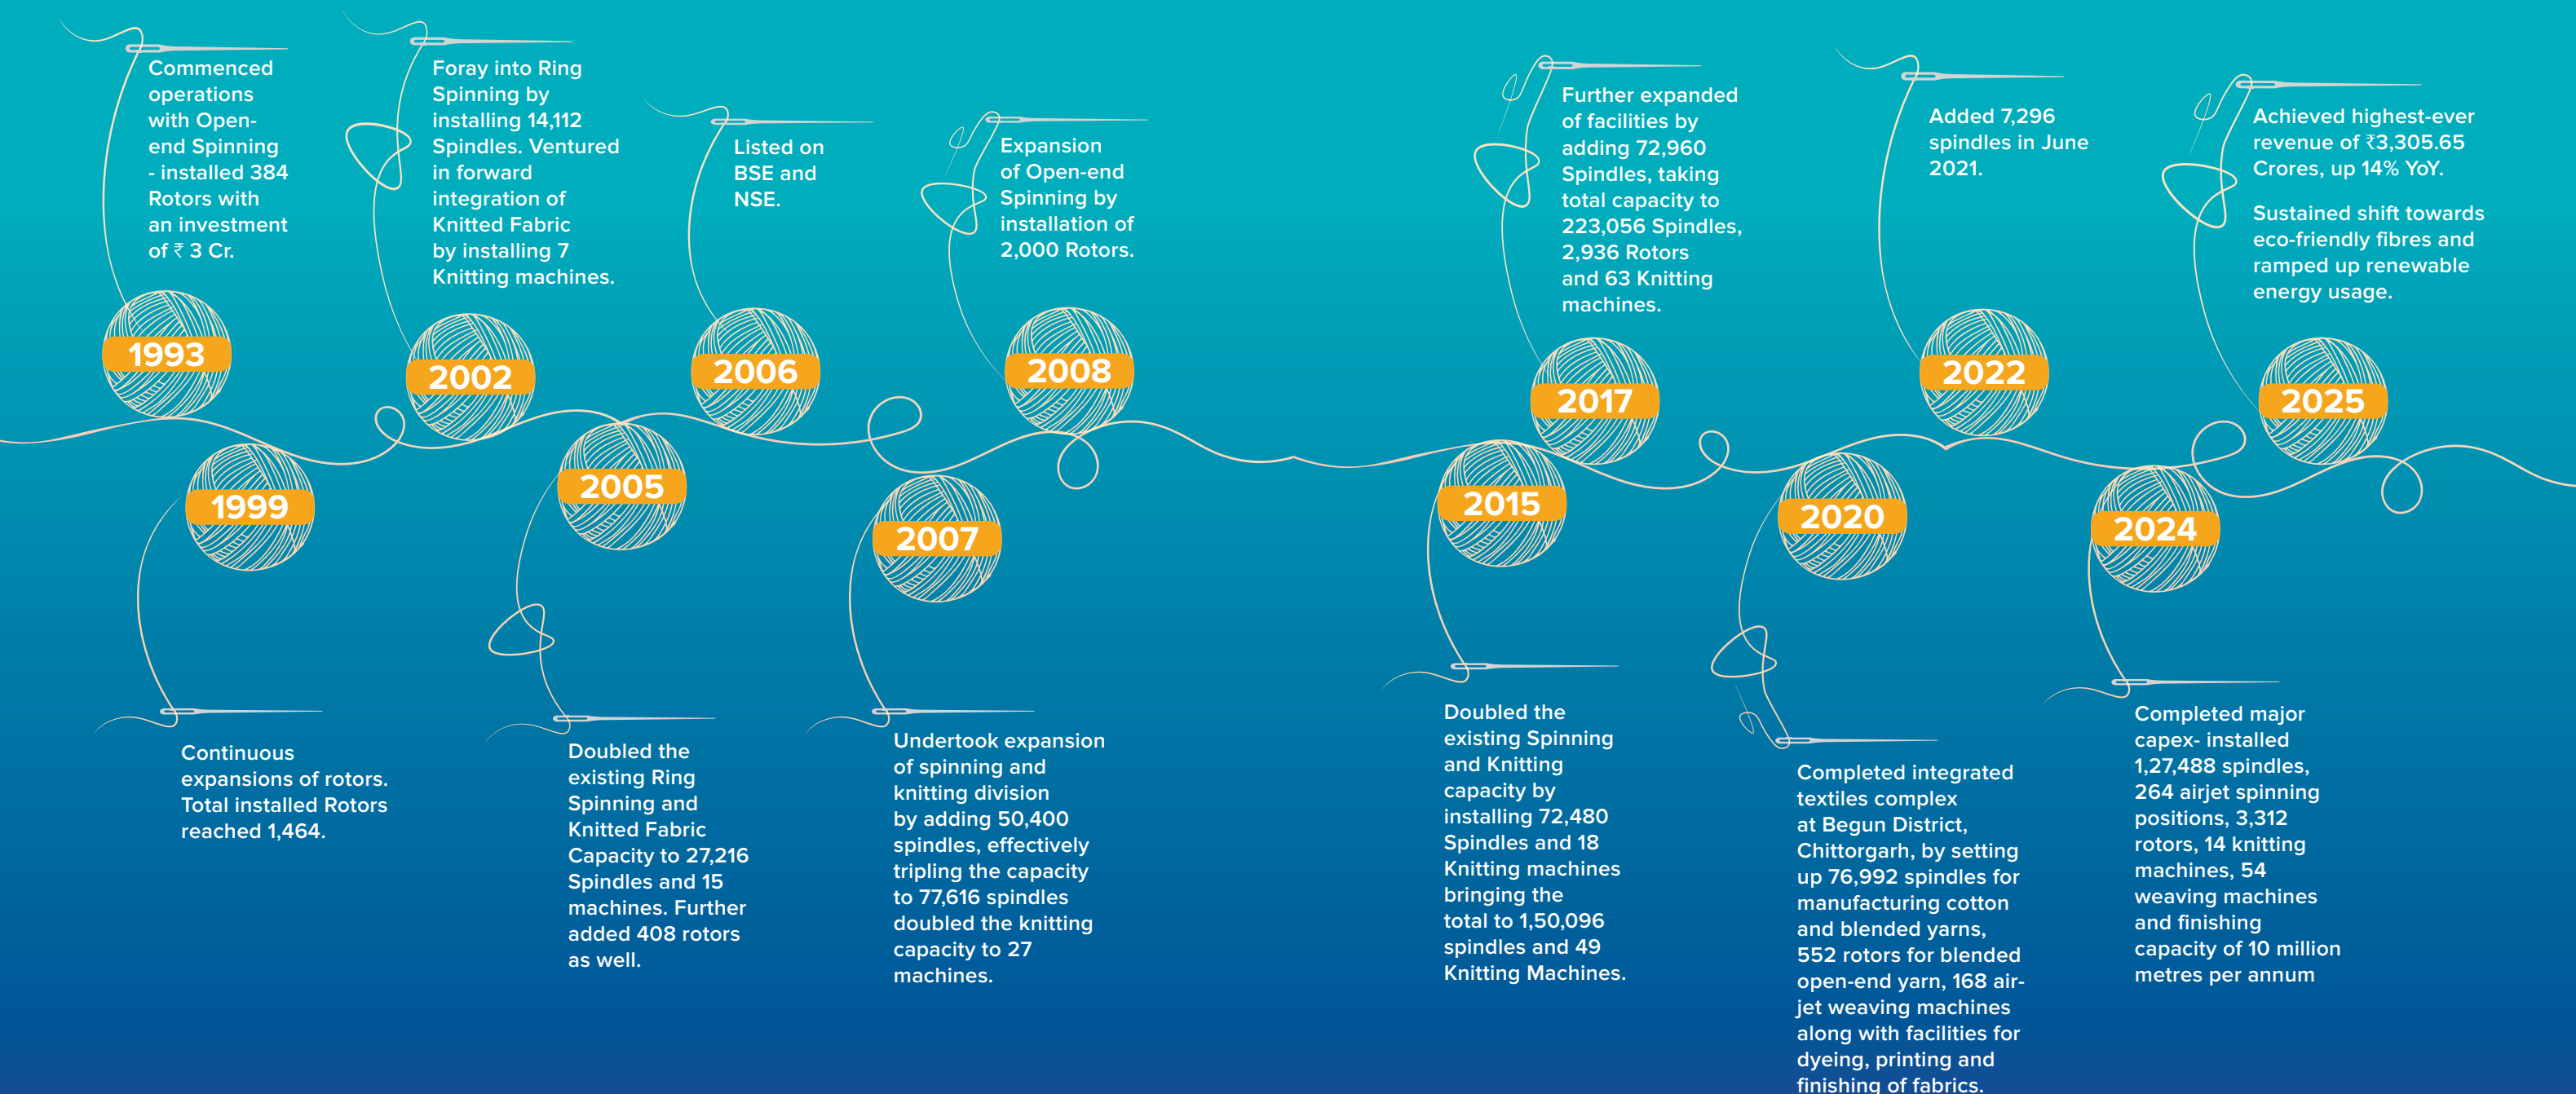 Commenced
operations
with Open-
end Spinning
- installed 384
Rotors with
an investment
of ₹ 3 Cr.
1993
1999
Continuous
expansions of rotors.
Total installed Rotors
reached 1,464.
Foray into Ring
Spinning by
installing 14,112
Spindles. Ventured
in forward
integration of
Knitted Fabric
by installing 7
Knitting machines.
2002
2005
Doubled the
existing Ring
Spinning and
Knitted Fabric
Capacity to 27,216
Spindles and 15
machines. Further
added 408 rotors
as well.
Listed on
BSE and
NSE.
2006
2007
Undertook expansion
of spinning and
knitting division
by adding 50,400
spindles, effectively
tripling the capacity
to 77,616 spindles
doubled the knitting
capacity to 27
machines.
Expansion
of Open-end
Spinning by
installation of
2,000 Rotors.
2008
2015
Doubled the
existing Spinning
and Knitting
capacity by
installing 72,480
Spindles and 18
Knitting machines
bringing the
total to 1,50,096
spindles and 49
Knitting Machines.
Further expanded
of facilities by
adding 72,960
Spindles, taking
total capacity to
223,056 Spindles,
2,936 Rotors
and 63 Knitting
machines.
2017
2020
Completed integrated
textiles complex
at Begun District,
Chittorgarh, by setting
up 76,992 spindles for
manufacturing cotton
and blended yarns,
552 rotors for blended
open-end yarn, 168 air-
jet weaving machines
along with facilities for
dyeing, printing and
finishing of fabrics.
Added 7,296
spindles in June
2021.
2022
2024
Completed major
capex- installed
1,27,488 spindles,
264 airjet spinning
positions, 3,312
rotors, 14 knitting
machines, 54
weaving machines
and finishing
capacity of 10 million
metres per annum
Achieved highest-ever
revenue of ₹3,305.65
Crores, up 14% YoY.
Sustained shift towards
eco-friendly fibres and
ramped up renewable
energy usage.
2025